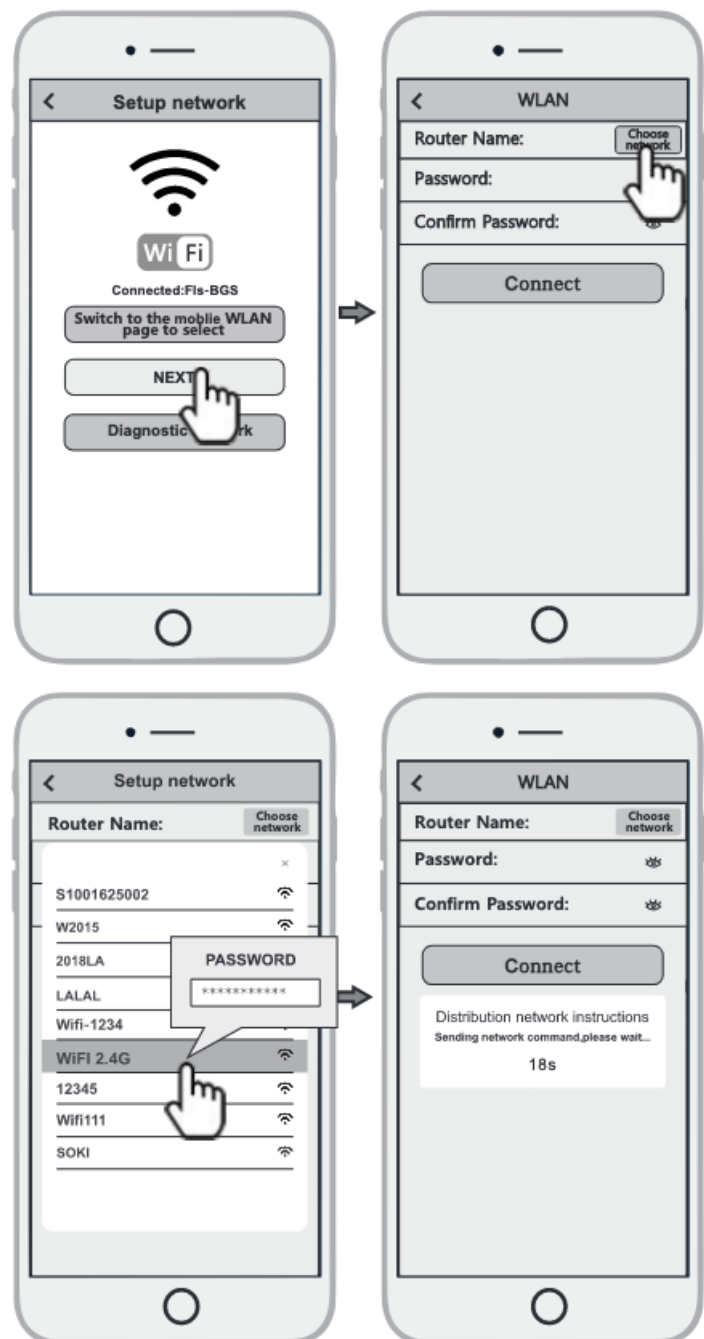 Setup network
Wi Fi
Connected:FIs-BGS
Switch to the moblie WLAN
page to select
NEXT
Diagnostic
WLAN
Router Name:
Choose
network
Password:
Confirm Password:
Connect
Setup network
Router Name:
Choose
network
×
S1001625002
W2015
2018LA
LALAL
Wifi-1234
WiFI 2.4G
12345
Wifi111
SOKI
PASSWORD
***********
WLAN
Router Name:
Choose
network
Password:
Confirm Password:
Connect
Distribution network instructions
Sending network command,please wait...
18s